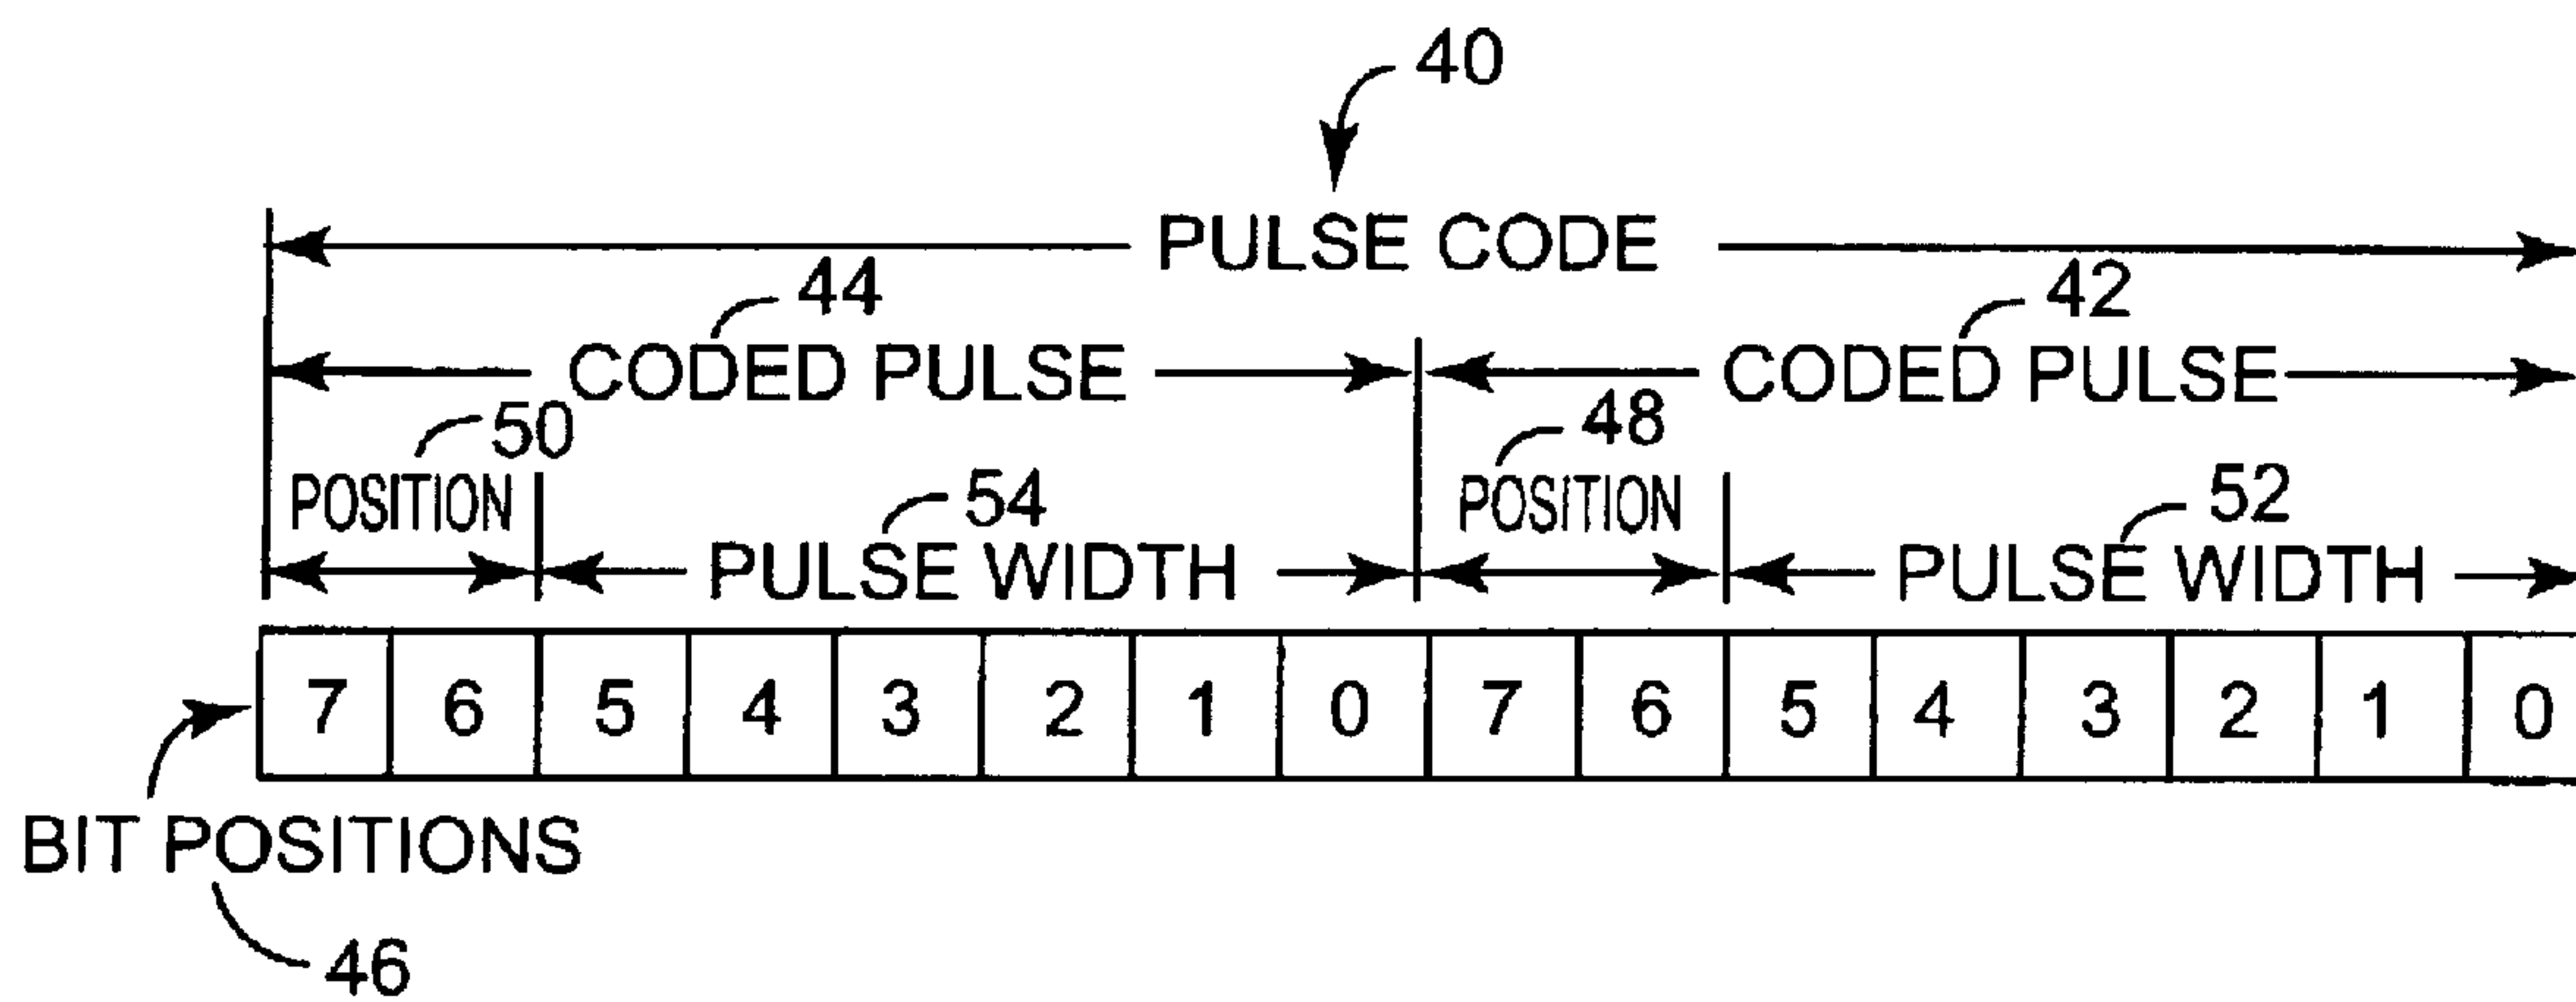 40
PULSE CODE
44
42
CODED PULSE
CODED PULSE
50
48
POSITION
54
POSITION
52
PULSE WIDTH
PULSE WIDTH
7 6 5 4 3 2 1 0 7 6 5 4 3 2 1 0
BIT POSITIONS
46